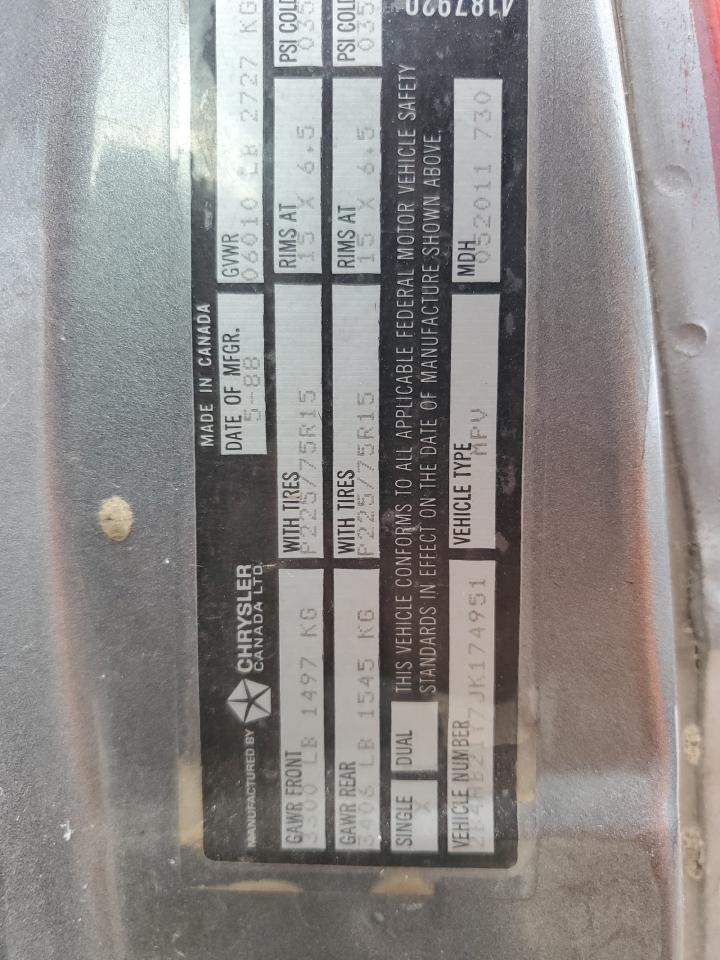 MADE IN CANADA
MANUFACTURED BY CHRYSLER CANADA LTD.
DATE OF MFGR. GVWR
5-88 06010 LB 2727 KG
GAWR FRONT WITH TIRES RIMS AT PSI COLD
3300 LB 1497 KG P225/75R15 15 X 6.5 035
GAWR REAR WITH TIRES RIMS AT PSI COLD
3406 LB 1545 KG P225/75R15 15 X 6.5 035
SINGLE X DUAL
THIS VEHICLE CONFORMS TO ALL APPLICABLE FEDERAL MOTOR VEHICLE SAFETY
STANDARDS IN EFFECT ON THE DATE OF MANUFACTURE SHOWN ABOVE.
VEHICLE NUMBER VEHICLE TYPE MDH
2B4HB21Y7JK174951 MPV 052011 730
4187920